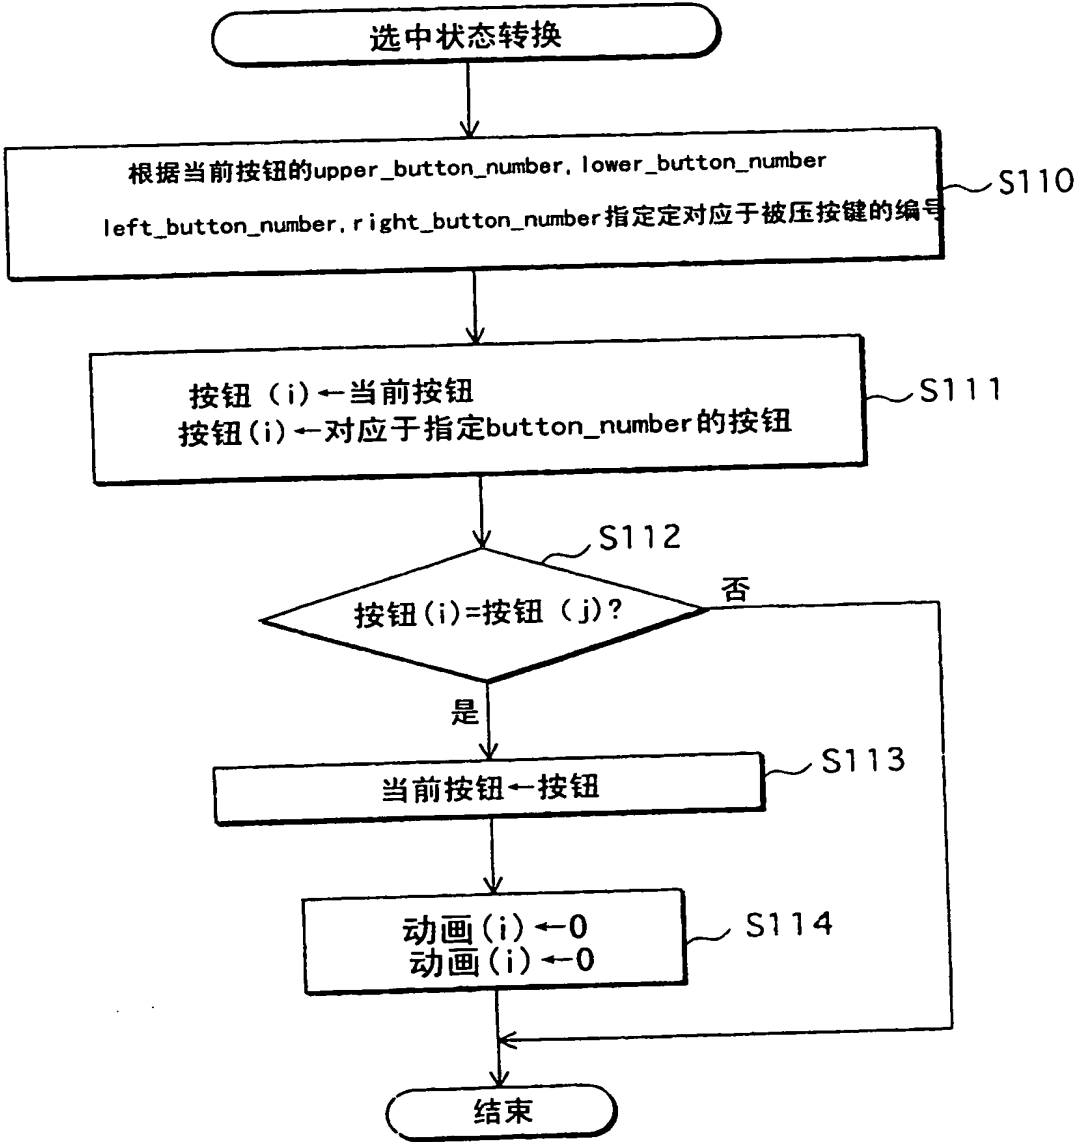 选中状态转换
根据当前按钮的upper_button_number, lower_button_number
S110
left_button_number, right_button_number指定定对应于被压按键的编号
按钮 (i)←当前按钮
S111
按钮(i)←对应于指定button_number的按钮
S112
否
按钮(i)=按钮 (j)?
是
S113
当前按钮←按钮
S114
动画(i)←0
动画(i)←0
结束